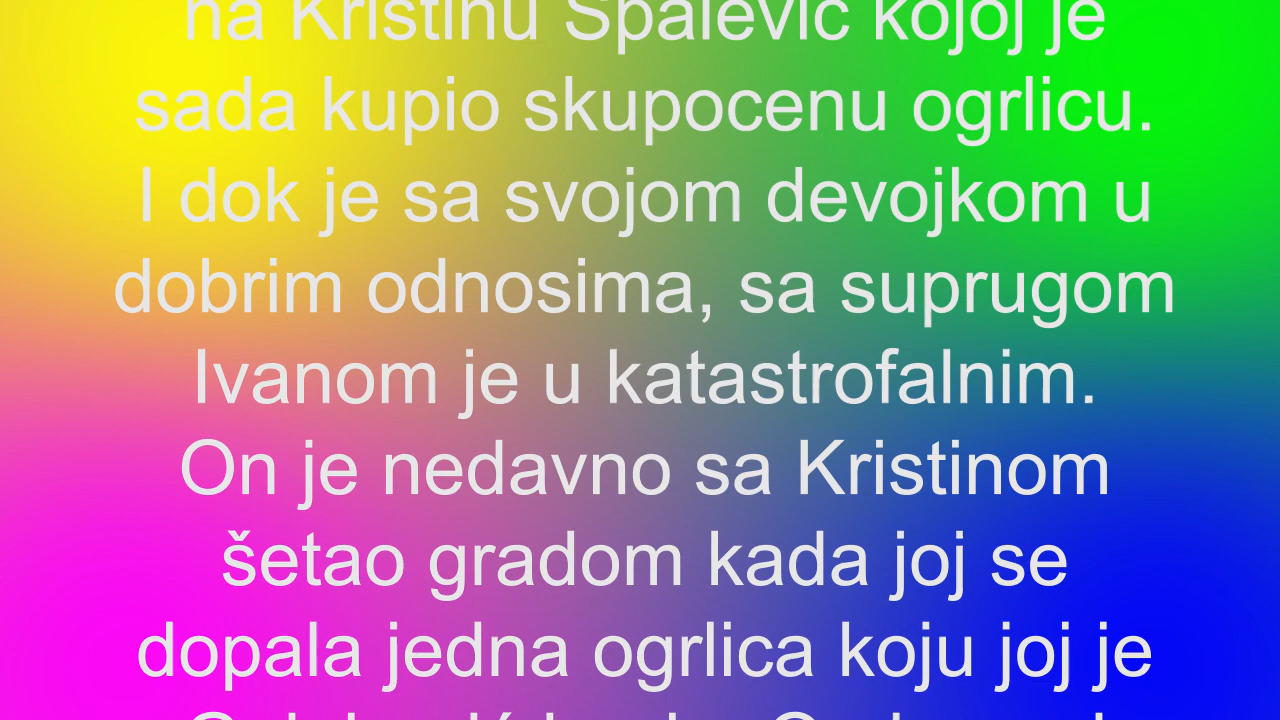 na Kristinu Spalević kojoj je
sada kupio skupocenu ogrlicu.
I dok je sa svojom devojkom u
dobrim odnosima, sa suprugom
Ivanom je u katastrofalnim.
On je nedavno sa Kristinom
šetao gradom kada joj se
dopala jedna ogrlica koju joj je